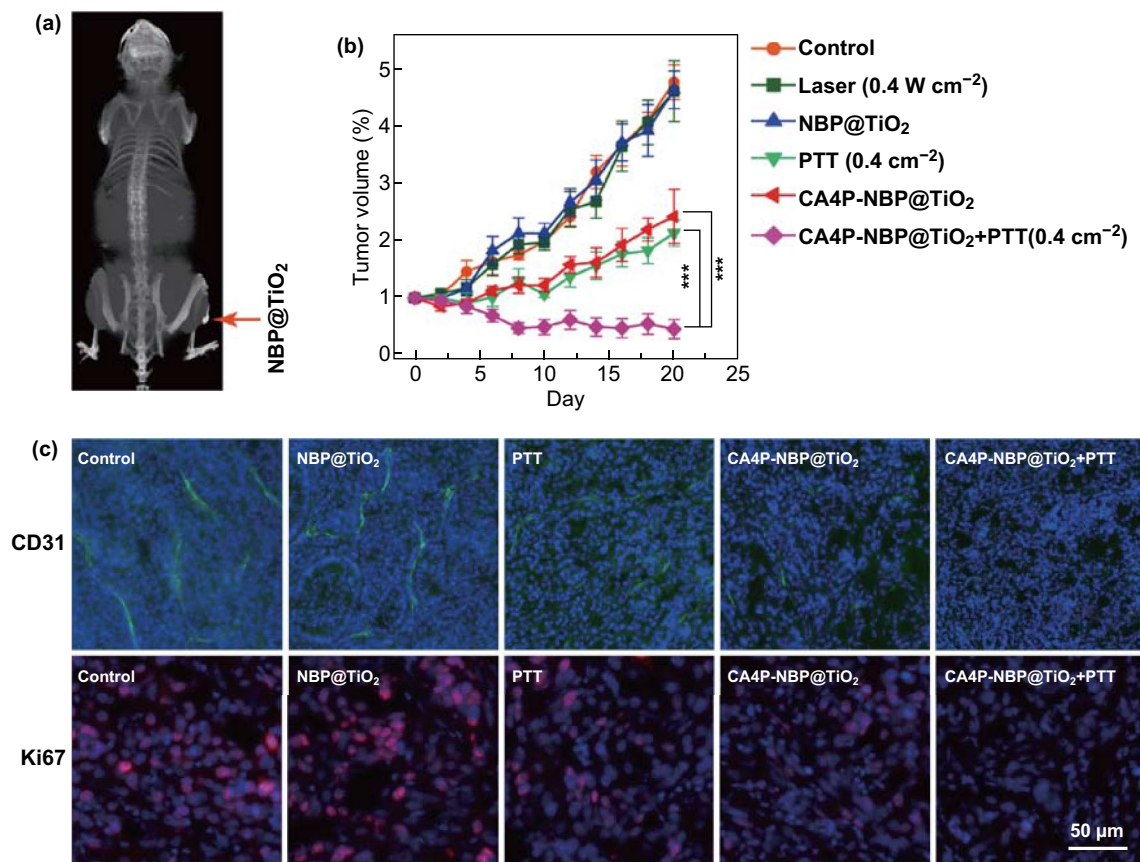 (a)
NBP@TiO₂
(b)
Tumor volume (%)
5
4
3
2
1
0
0 5 10 15 20 25
Day
***
***
Control
Laser (0.4 W cm⁻²)
NBP@TiO₂
PTT (0.4 cm⁻²)
CA4P-NBP@TiO₂
CA4P-NBP@TiO₂+PTT(0.4 cm⁻²)
(c)
CD31
Control
NBP@TiO₂
PTT
CA4P-NBP@TiO₂
CA4P-NBP@TiO₂+PTT
Ki67
Control
NBP@TiO₂
PTT
CA4P-NBP@TiO₂
CA4P-NBP@TiO₂+PTT
50 µm